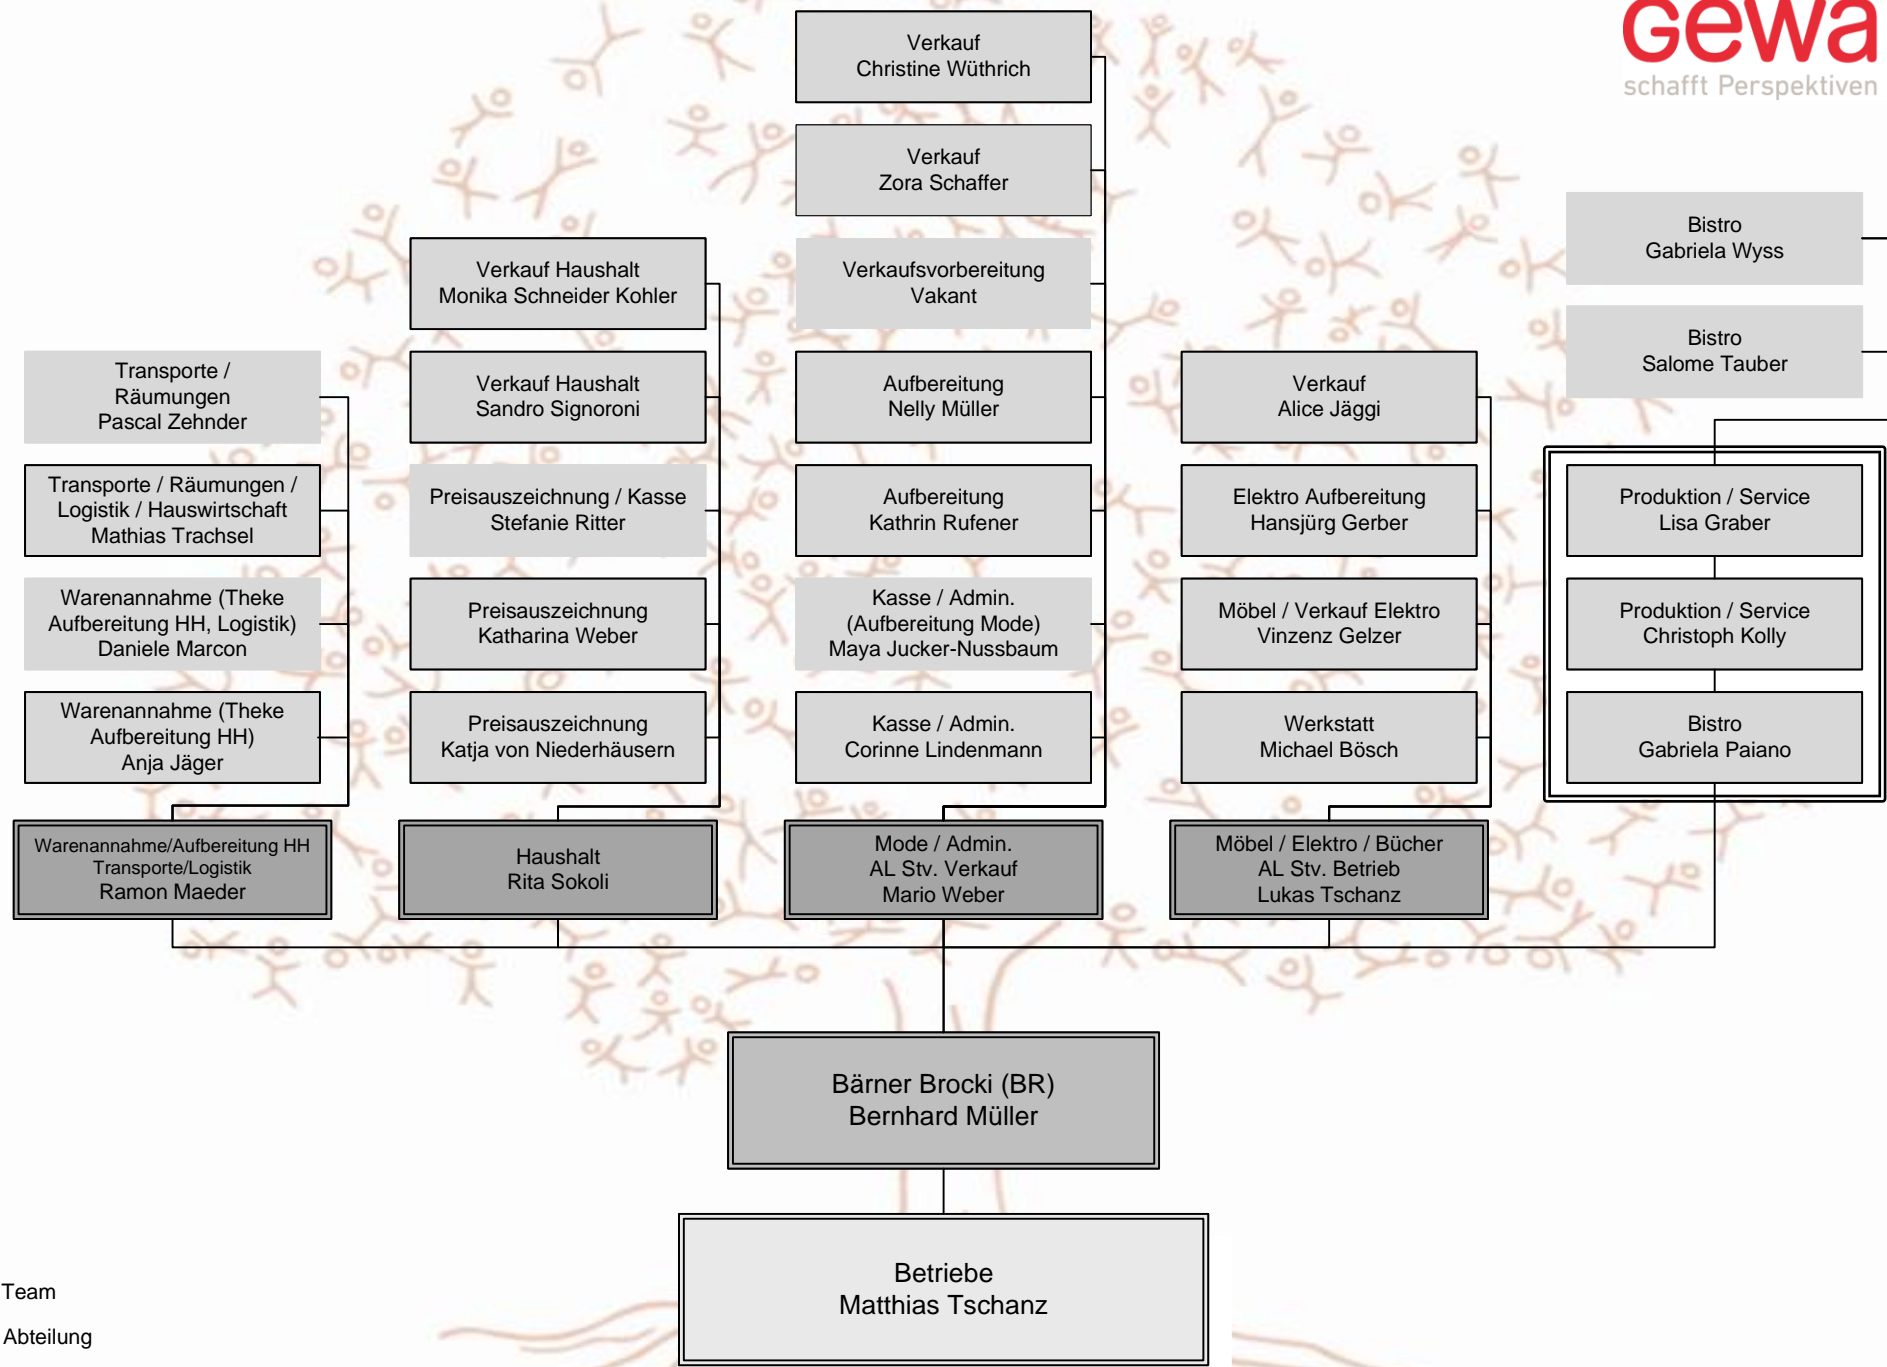 Verkauf
Christine Wüthrich
Gewa
schafft Perspektiven
Verkauf
Zora Schaffer
Bistro
Gabriela Wyss
Verkauf Haushalt
Monika Schneider Kohler
Verkaufsvorbereitung
Vakant
Bistro
Salome Tauber
Transporte /
Räumungen
Pascal Zehnder
Verkauf Haushalt
Sandro Signoroni
Aufbereitung
Nelly Müller
Verkauf
Alice Jäggi
Transporte / Räumungen /
Logistik / Hauswirtschaft
Mathias Trachsel
Preisauszeichnung / Kasse
Stefanie Ritter
Aufbereitung
Kathrin Rufener
Elektro Aufbereitung
Hansjürg Gerber
Produktion / Service
Lisa Graber
Warenannahme (Theke
Aufbereitung HH, Logistik)
Daniele Marcon
Preisauszeichnung
Katharina Weber
Kasse / Admin.
(Aufbereitung Mode)
Maya Jucker-Nussbaum
Möbel / Verkauf Elektro
Vinzenz Gelzer
Produktion / Service
Christoph Kolly
Warenannahme (Theke
Aufbereitung HH)
Anja Jäger
Preisauszeichnung
Katja von Niederhäusern
Kasse / Admin.
Corinne Lindenmann
Werkstatt
Michael Bösch
Bistro
Gabriela Paiano
Warenannahme/Aufbereitung HH
Transporte/Logistik
Ramon Maeder
Haushalt
Rita Sokoli
Mode / Admin.
AL Stv. Verkauf
Mario Weber
Möbel / Elektro / Bücher
AL Stv. Betrieb
Lukas Tschanz
Bärner Brocki (BR)
Bernhard Müller
Betriebe
Matthias Tschanz
Team
Abteilung